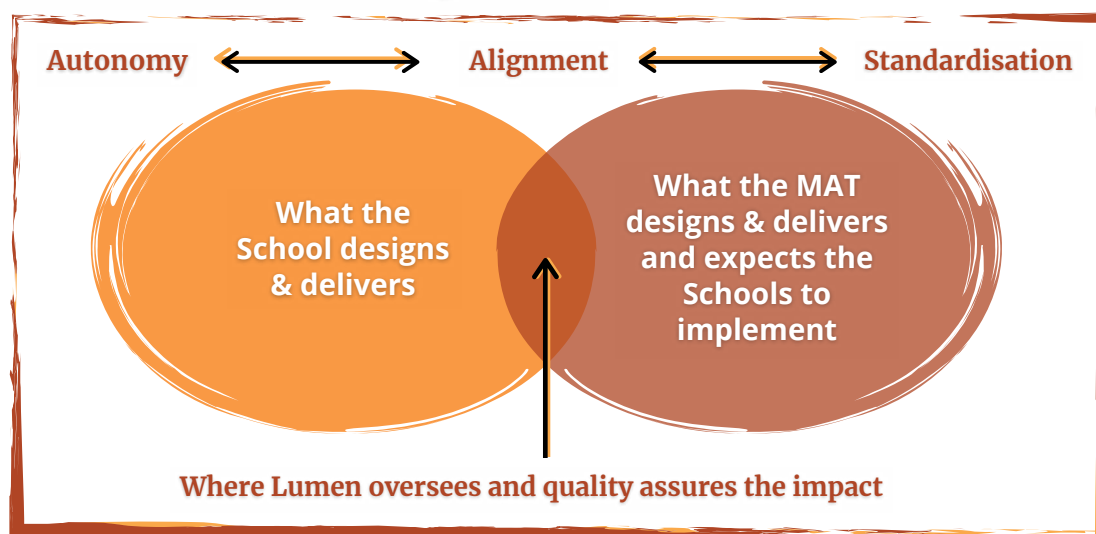 Autonomy Alignment Standardisation
What the
School designs
& delivers
What the MAT
designs & delivers
and expects the
Schools to
implement
Where Lumen oversees and quality assures the impact